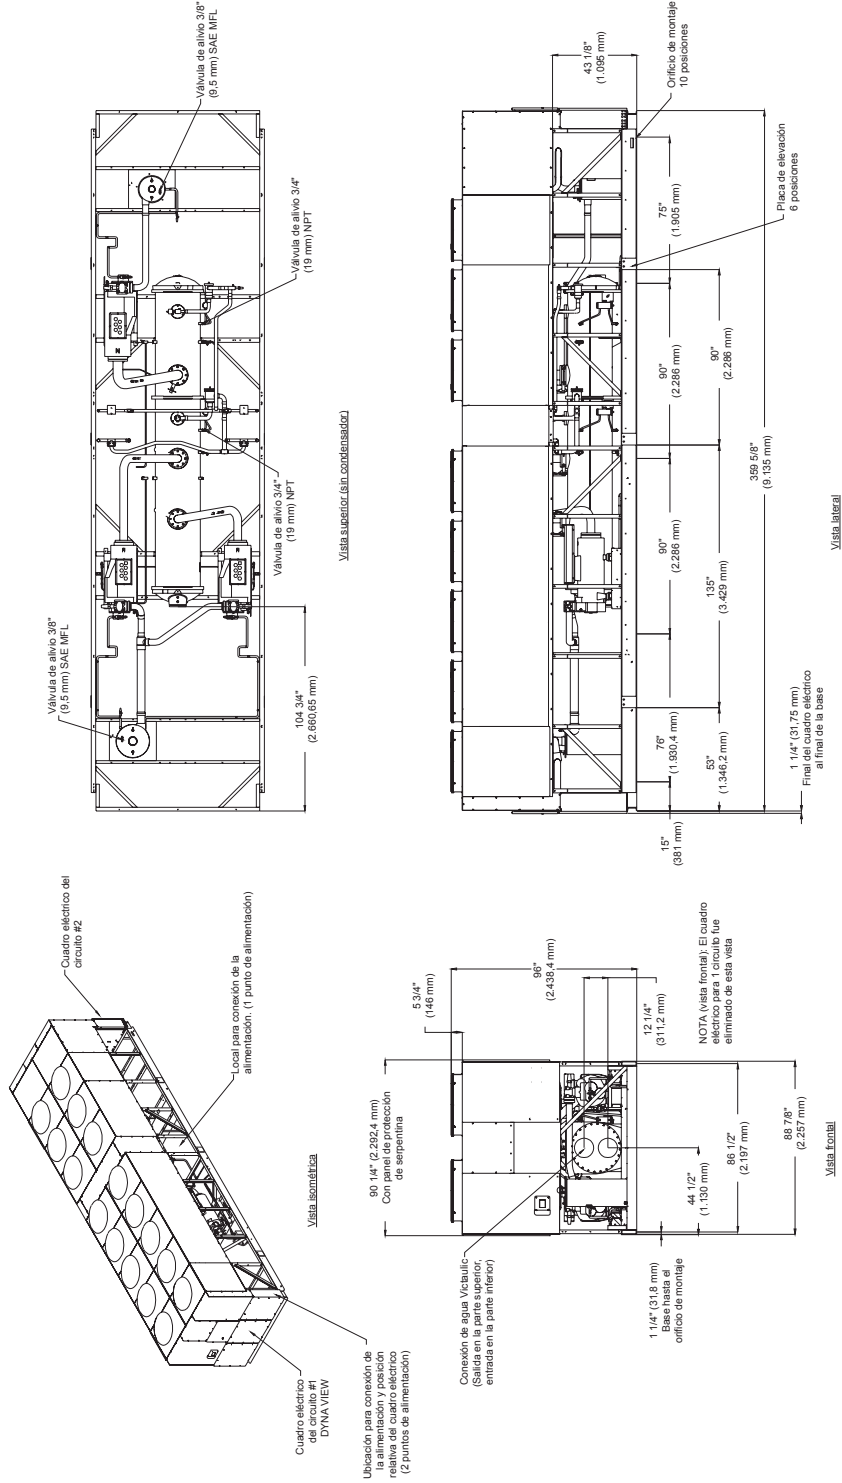 Válvula de alivio 3/8"
(9,5 mm) SAE MFL
Válvula de alivio 3/8"
(9,5 mm) SAE MFL
Válvula de alivio 3/4"
(19 mm) NPT
Válvula de alivio 3/4"
(19 mm) NPT
104 3/4"
(2.660,65 mm)
Vista superior (sin condensador)
43 1/8"
(1.095 mm)
Orificio de montaje
10 posiciones
Placa de elevación
6 posiciones
75"
(1.905 mm)
90"
(2.286 mm)
90"
(2.286 mm)
90"
(2.286 mm)
135"
(3.429 mm)
359 5/8"
(9.135 mm)
76"
(1.930,4 mm)
53"
(1.346,2 mm)
15"
(381 mm)
1 1/4" (31,75 mm)
Final del cuadro eléctrico
al final de la base
Vista lateral
Cuadro eléctrico del
circuito #2
Local para conexión de la
alimentación. (1 punto de alimentación)
Cuadro eléctrico
del circuito #1
DYNA VIEW
Ubicación para conexión de
la alimentación y posición
relativa del cuadro eléctrico
(2 puntos de alimentación)
Vista isométrica
5 3/4"
(146 mm)
90 1/4" (2.292,4 mm)
Con panel de protección
de serpentina
96"
(2.438,4 mm)
12 1/4"
(311,2 mm)
NOTA (vista frontal): El cuadro
eléctrico para 1 circuito fue
eliminado de esta vista
Conexión de agua Victaulic
(Salida en la parte superior,
entrada en la parte inferior)
1 1/4" (31,8 mm)
Base hasta el
orificio de montaje
44 1/2"
(1.130 mm)
86 1/2"
(2.197 mm)
88 7/8"
(2.257 mm)
Vista frontal